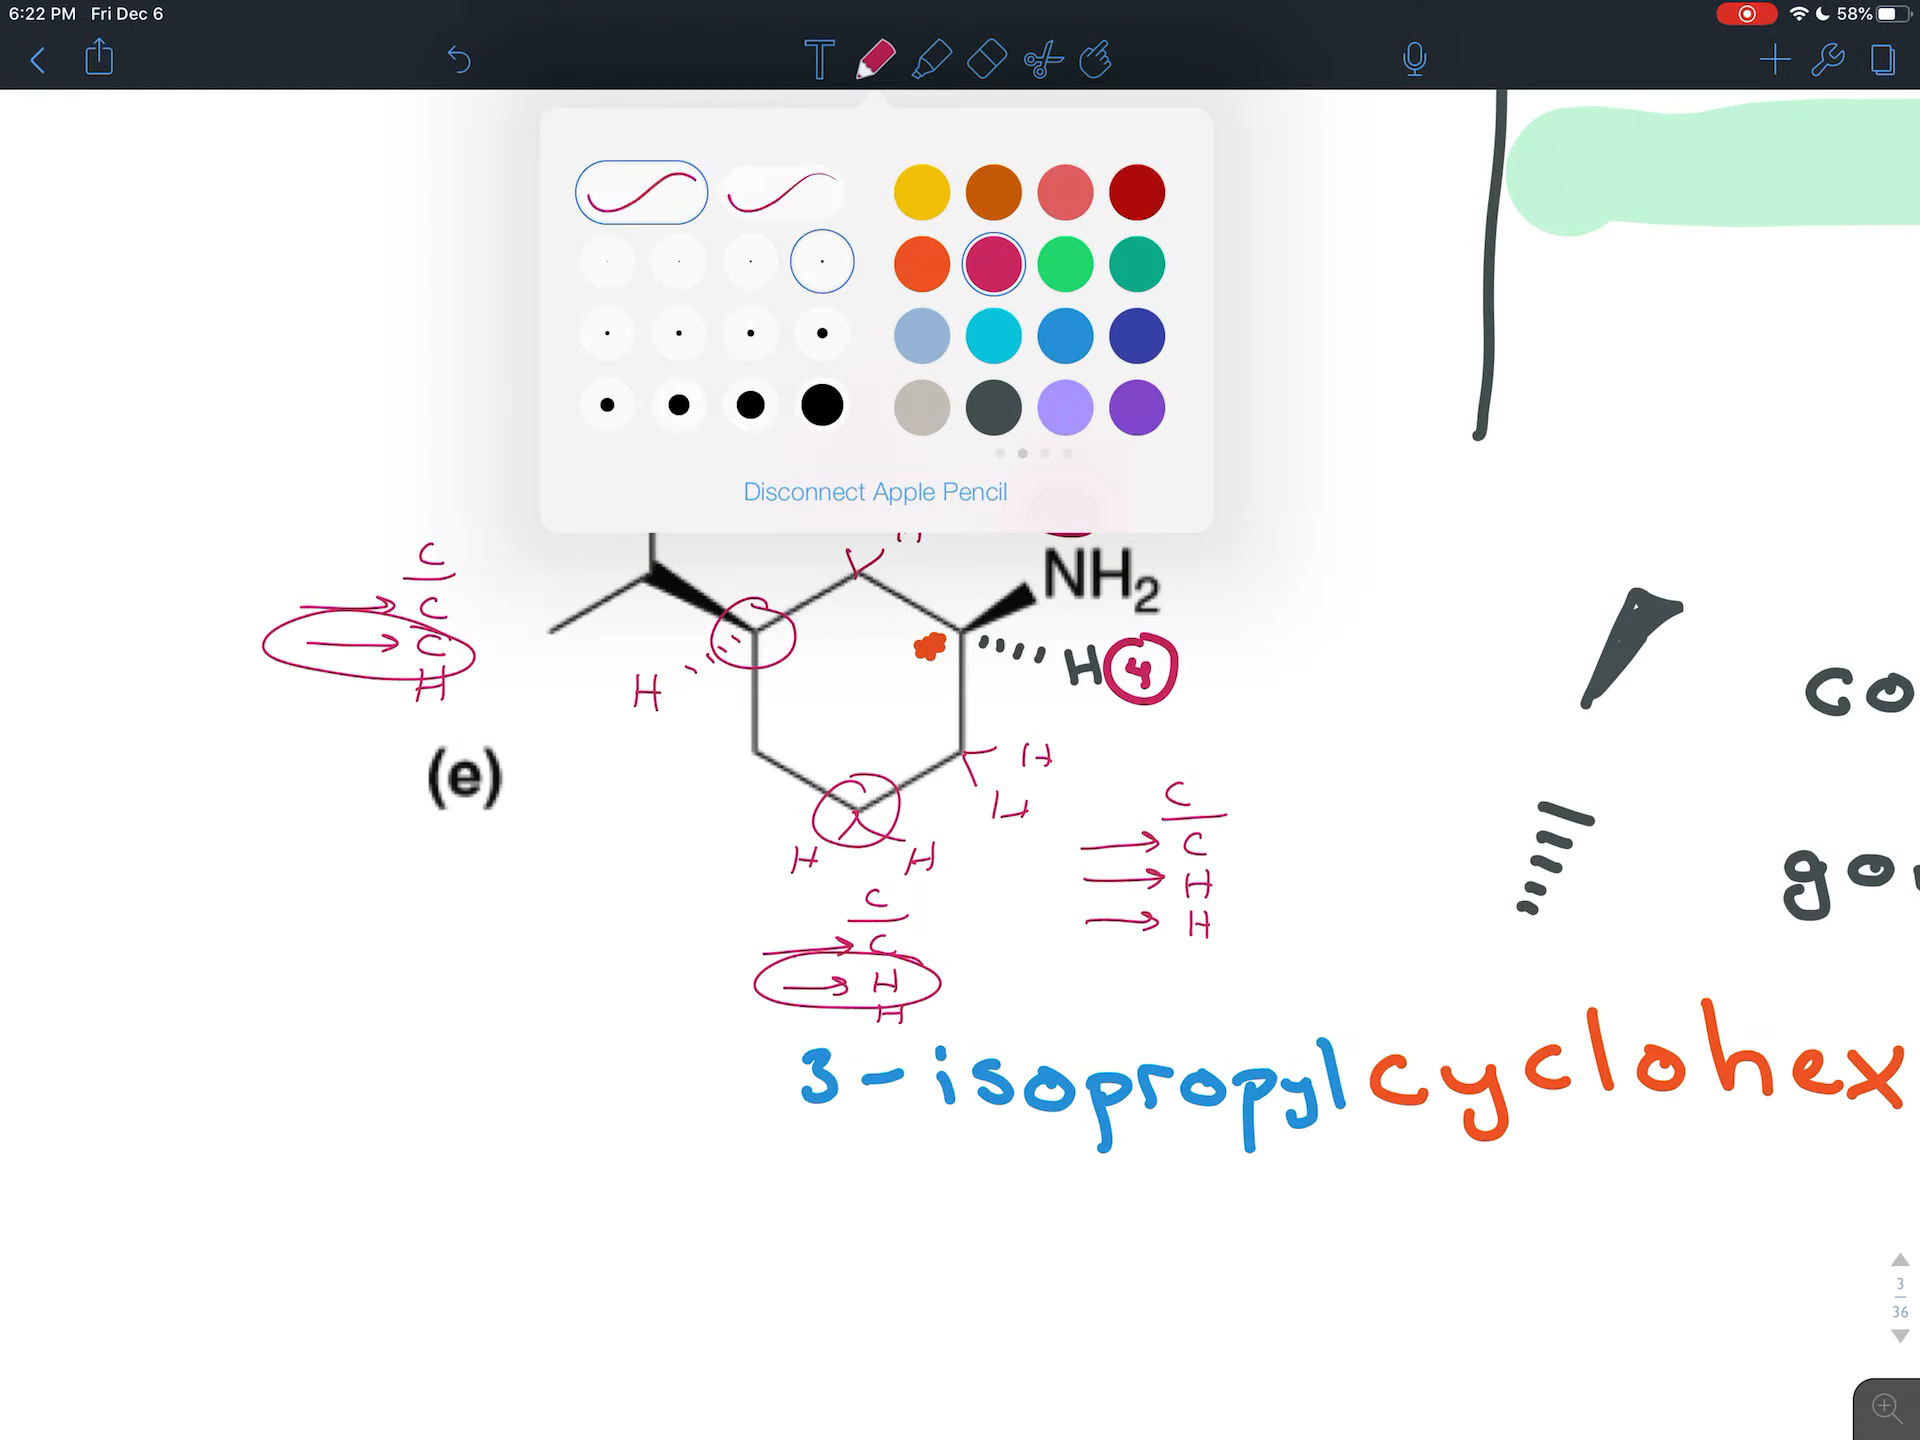 6:22 PM Fri Dec 6
58%
T
Disconnect Apple Pencil
C
C
C
H
H
NH2
H 4
H
(e)
H
H
H
C
C
H
H
C
C
H
H
co
go
3-isopropylcyclohex
3
36